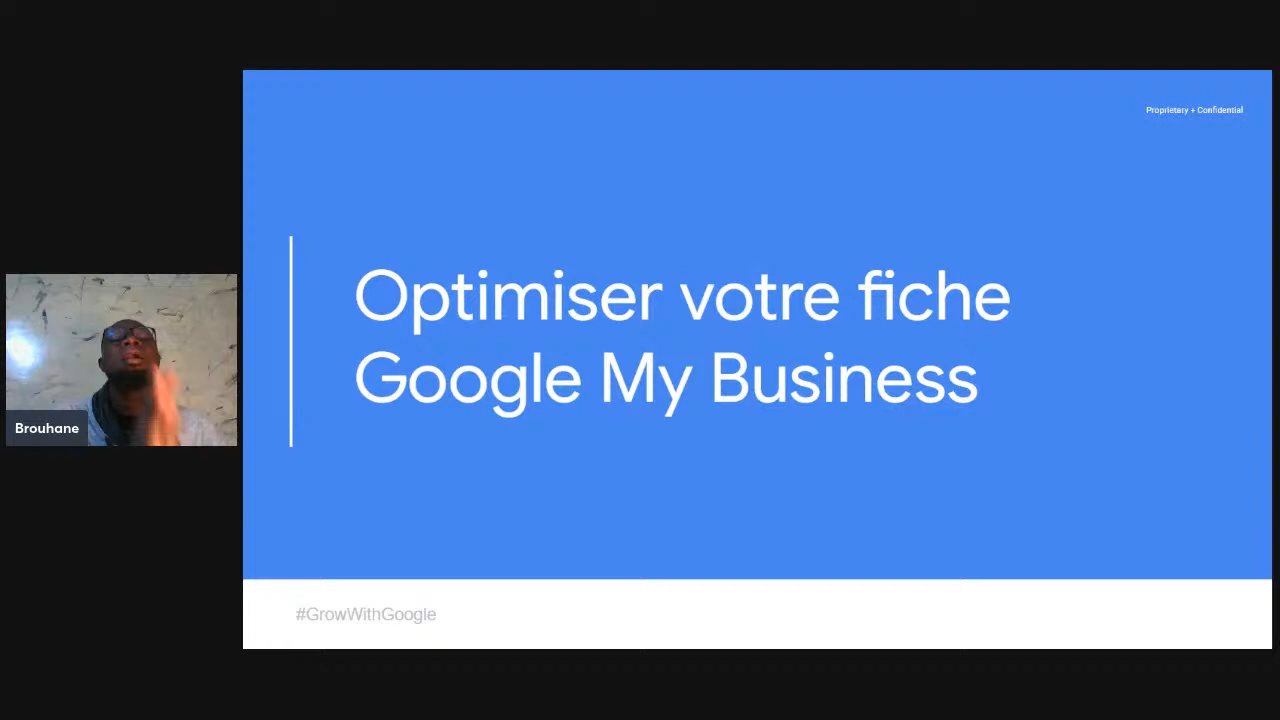 Proprietary + Confidential
Optimiser votre fiche
Google My Business
Brouhane
#GrowWithGoogle